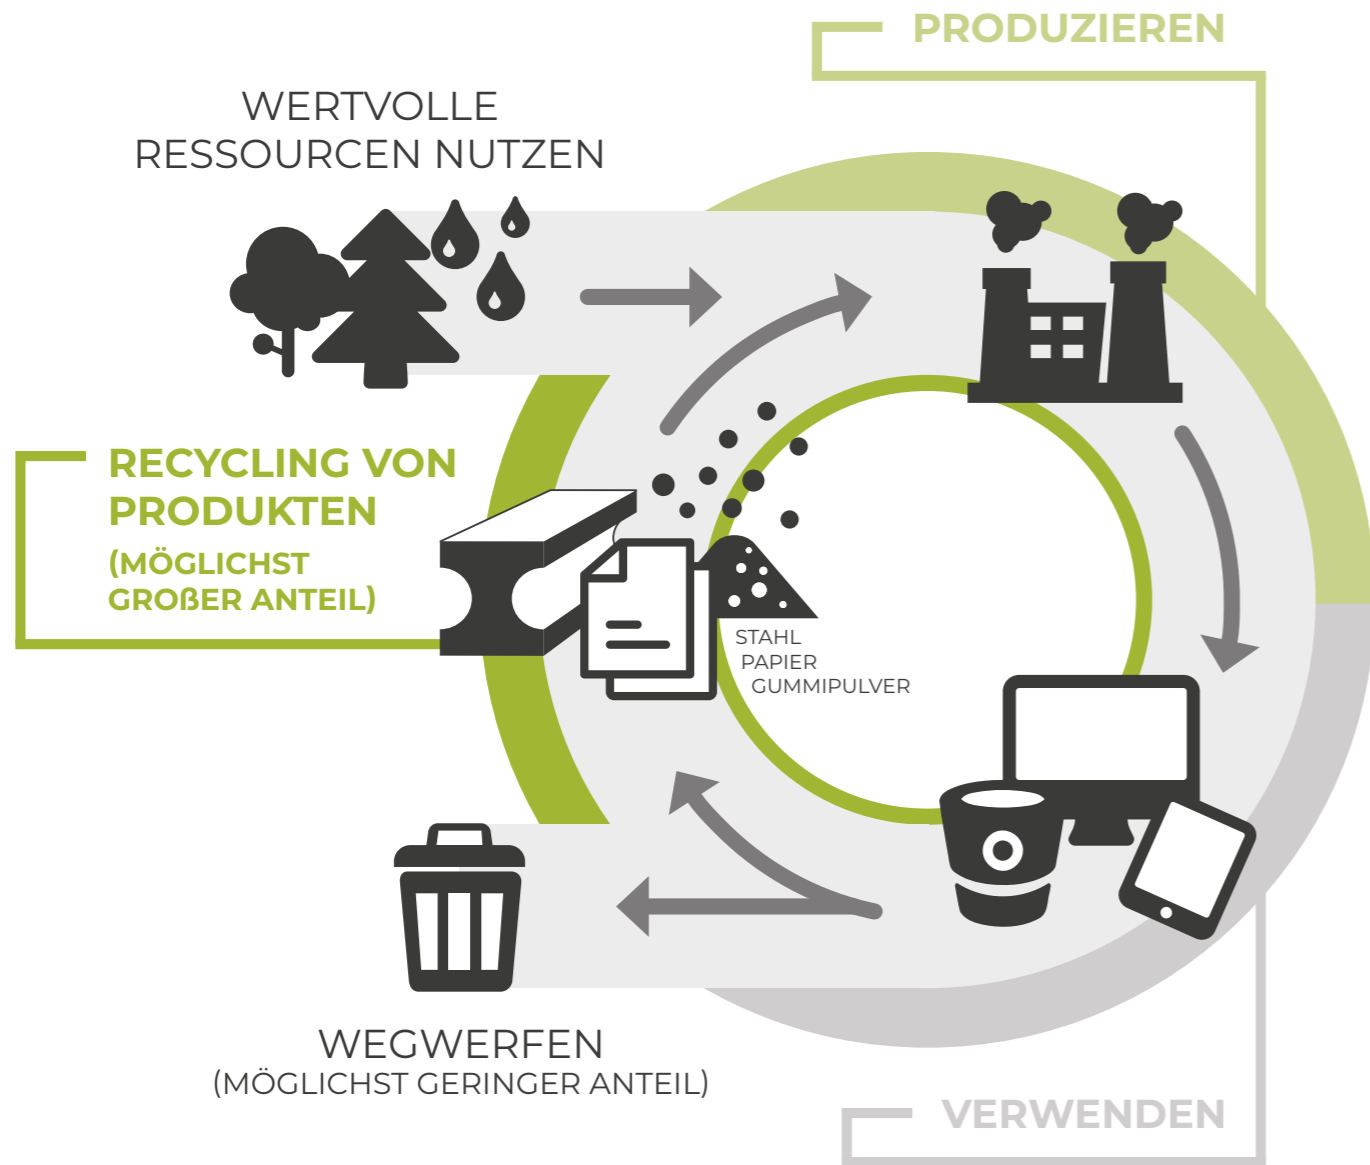 PRODUZIEREN
WERTVOLLE
RESSOURCEN NUTZEN
RECYCLING VON
PRODUKTEN
(MÖGLICHST
GROßER ANTEIL)
STAHL
PAPIER
GUMMIPULVER
WEGWERFEN
(MÖGLICHST GERINGER ANTEIL)
VERWENDEN